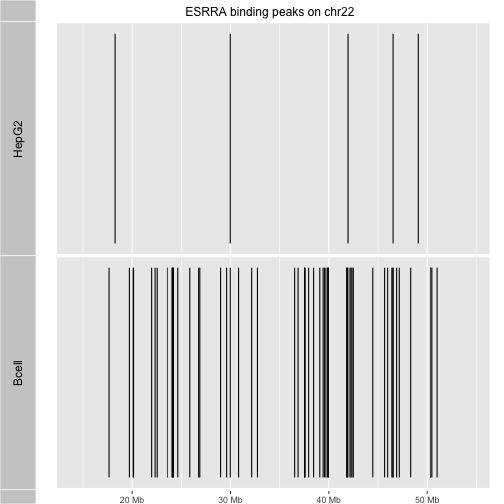 ESRRA binding peaks on chr22
HepG2
Bcell
20 Mb
30 Mb
40 Mb
50 Mb